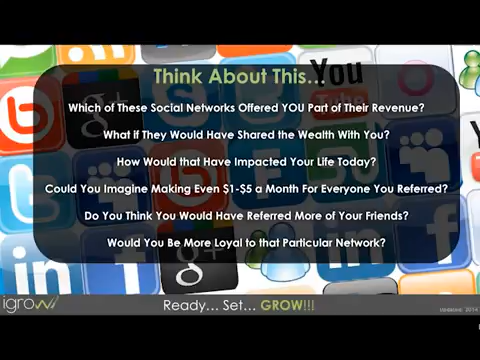 Think About This...
You
Tube
Which of These Social Networks Offered YOU Part of Their Revenue?
What if They Would Have Shared the Wealth With You?
How Would that Have Impacted Your Life Today?
Could You Imagine Making Even $1-$5 a Month For Everyone You Referred?
Do You Think You Would Have Referred More of Your Friends?
Would You Be More Loyal to that Particular Network?
igrow
Ready... Set... GROW!!!